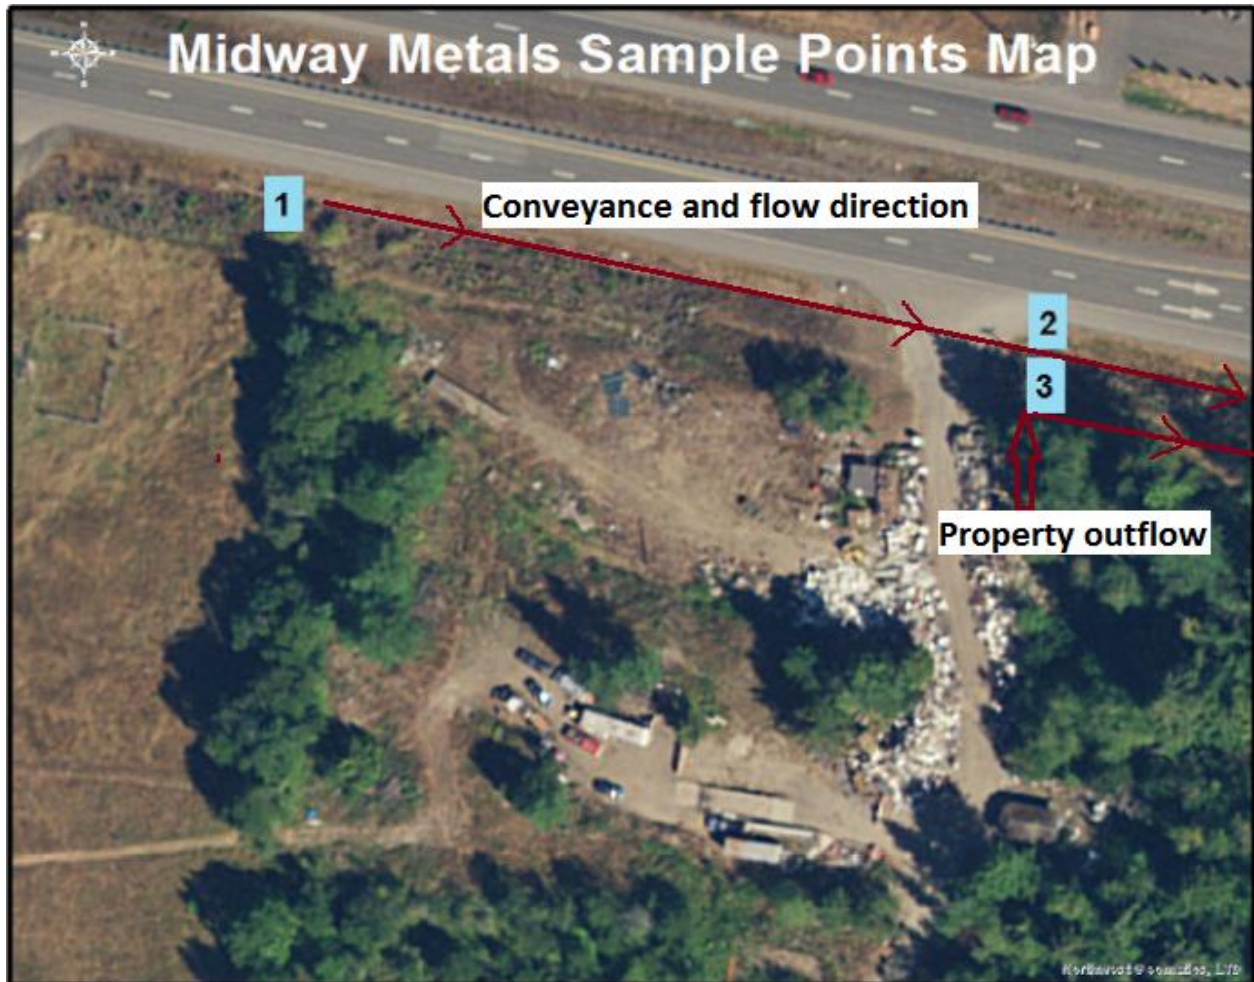 Midway Metals Sample Points Map
1
Conveyance and flow direction
2
3
Property outflow